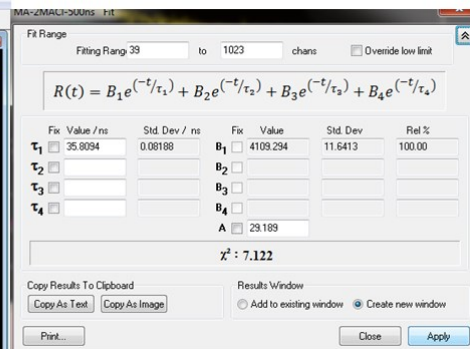 MA-2MACl-500ns Fit
Fit Range
Fitting Rang 39 to 1023 chans Override low limit
R(t) = B₁e^(-t/τ₁) + B₂e^(-t/τ₂) + B₃e^(-t/τ₃) + B₄e^(-t/τ₄)
Fix Value / ns Std. Dev / ns Fix Value Std. Dev Rel %
τ₁ 35.8094 0.08188 B₁ 4109.294 11.6413 100.00
τ₂ B₂
τ₃ B₃
τ₄ B₄
A 29.189
χ² : 7.122
Copy Results To Clipboard Results Window
Copy As Text Copy As Image Add to existing window Create new window
Print... Close Apply